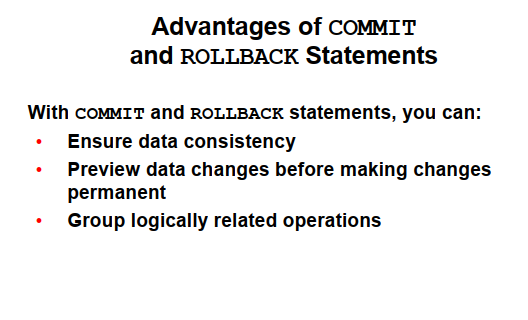 Advantages of COMMIT
and ROLLBACK Statements
With COMMIT and ROLLBACK statements, you can:
• Ensure data consistency
• Preview data changes before making changes
permanent
• Group logically related operations